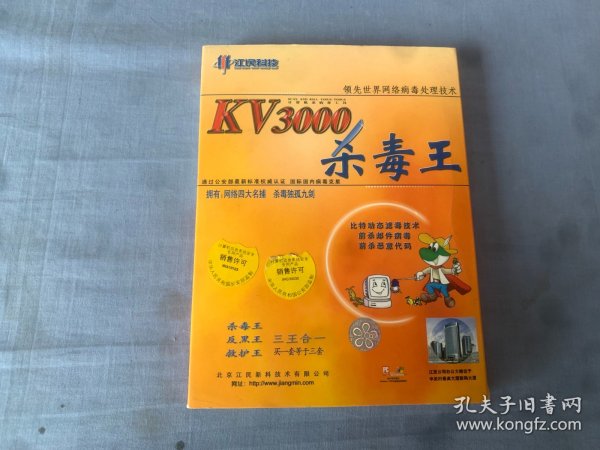 江民科技
领先世界网络病毒处理技术
KV3000
杀毒王
通过公安部最新标准权威认证 国际国内病毒克星
拥有:网络四大名捕 杀毒独孤九剑
比特动态滤毒技术
前杀邮件病毒
前杀恶意代码
销售许可
销售许可
杀毒王
反黑王 三王合一
救护王 买一套等于三套
北京江民新科技术有限公司
网址: http://www.jiangmin.com
孔夫子旧书网
www.kongfz.com